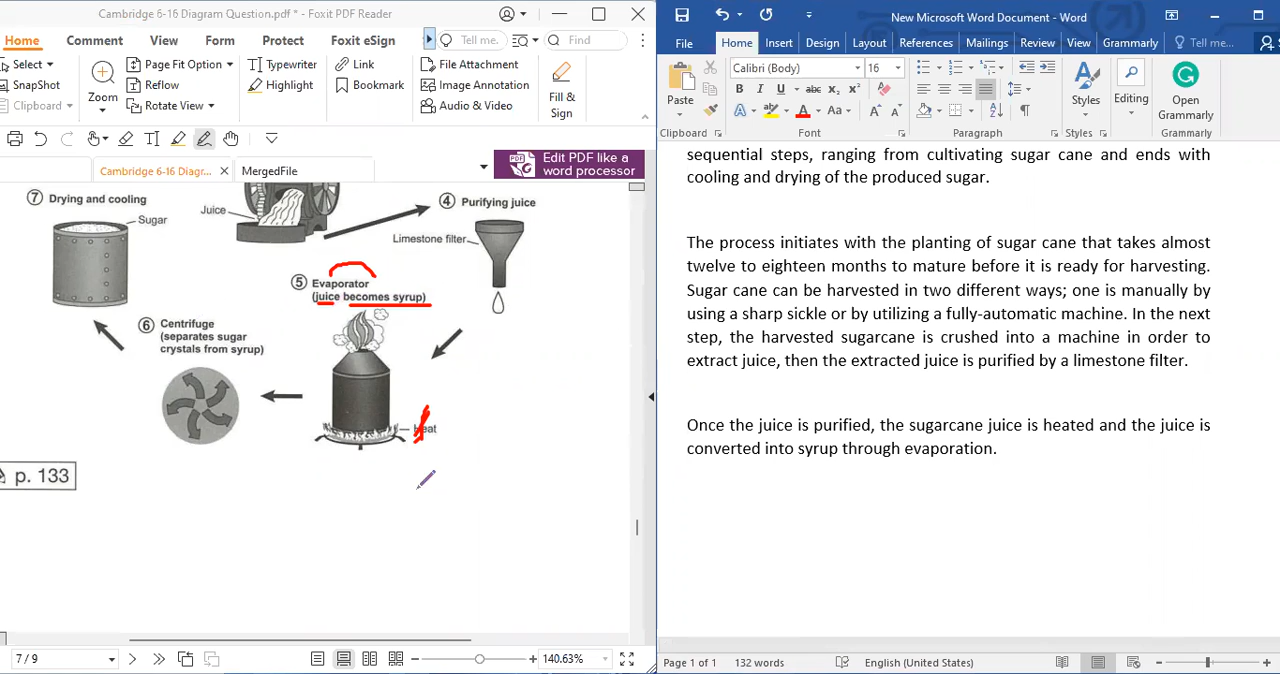 Cambridge 6-16 Diagram Question.pdf * - Foxit PDF Reader
Home Comment View Form Protect Foxit eSign Tell me. Find
Select Page Fit Option Typewriter Link File Attachment
SnapShot Reflow Highlight Bookmark Image Annotation
Clipboard Zoom Rotate View Audio & Video Fill &
Sign
Cambridge 6-16 Diagr... MergedFile
Edit PDF like a
word processor
7 Drying and cooling
Sugar
Juice
4 Purifying juice
Limestone filter
5 Evaporator
(juice becomes syrup)
6 Centrifuge
(separates sugar
crystals from syrup)
Heat
p. 133
7 / 9 140.63%
New Microsoft Word Document - Word
File Home Insert Design Layout References Mailings Review View Grammarly Tell me...
Calibri (Body) 16
Paste Styles Editing Open
Grammarly
Clipboard Font Paragraph Styles Grammarly
sequential steps, ranging from cultivating sugar cane and ends with
cooling and drying of the produced sugar.
The process initiates with the planting of sugar cane that takes almost
twelve to eighteen months to mature before it is ready for harvesting.
Sugar cane can be harvested in two different ways; one is manually by
using a sharp sickle or by utilizing a fully-automatic machine. In the next
step, the harvested sugarcane is crushed into a machine in order to
extract juice, then the extracted juice is purified by a limestone filter.
Once the juice is purified, the sugarcane juice is heated and the juice is
converted into syrup through evaporation.
Page 1 of 1 132 words English (United States)